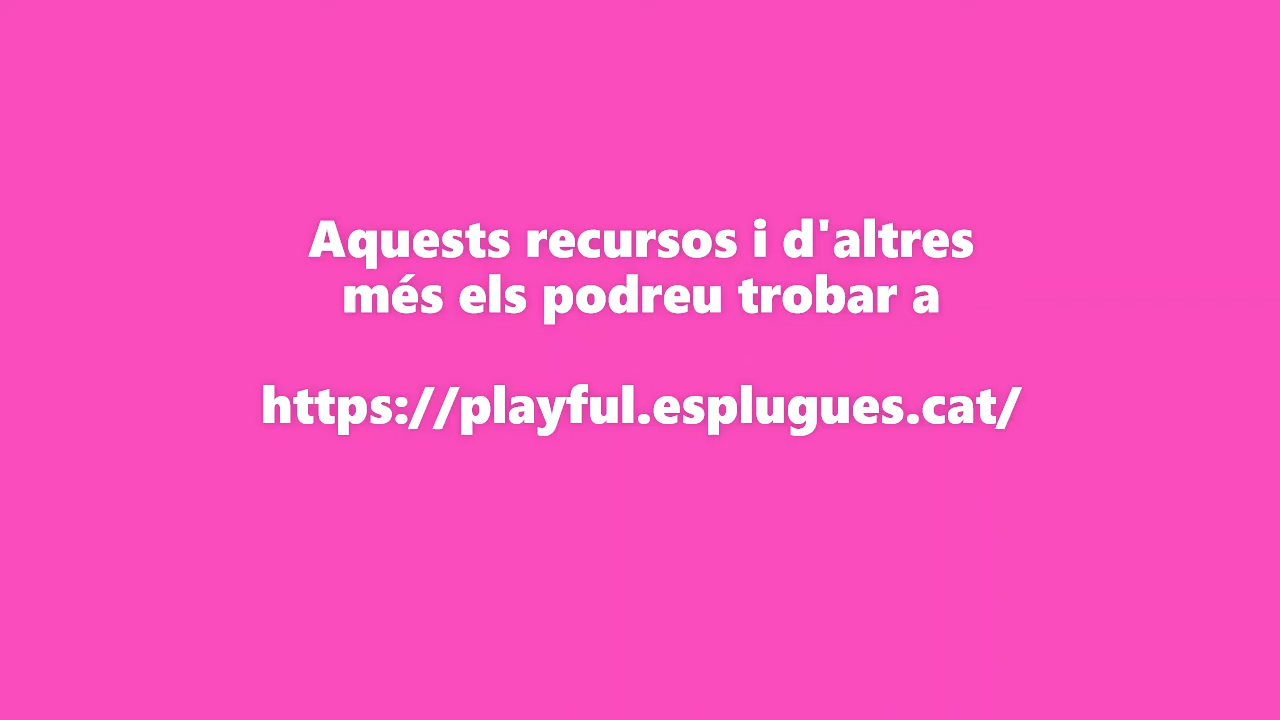 Aquests recursos i d'altres
més els podreu trobar a
https://playful.esplugues.cat/